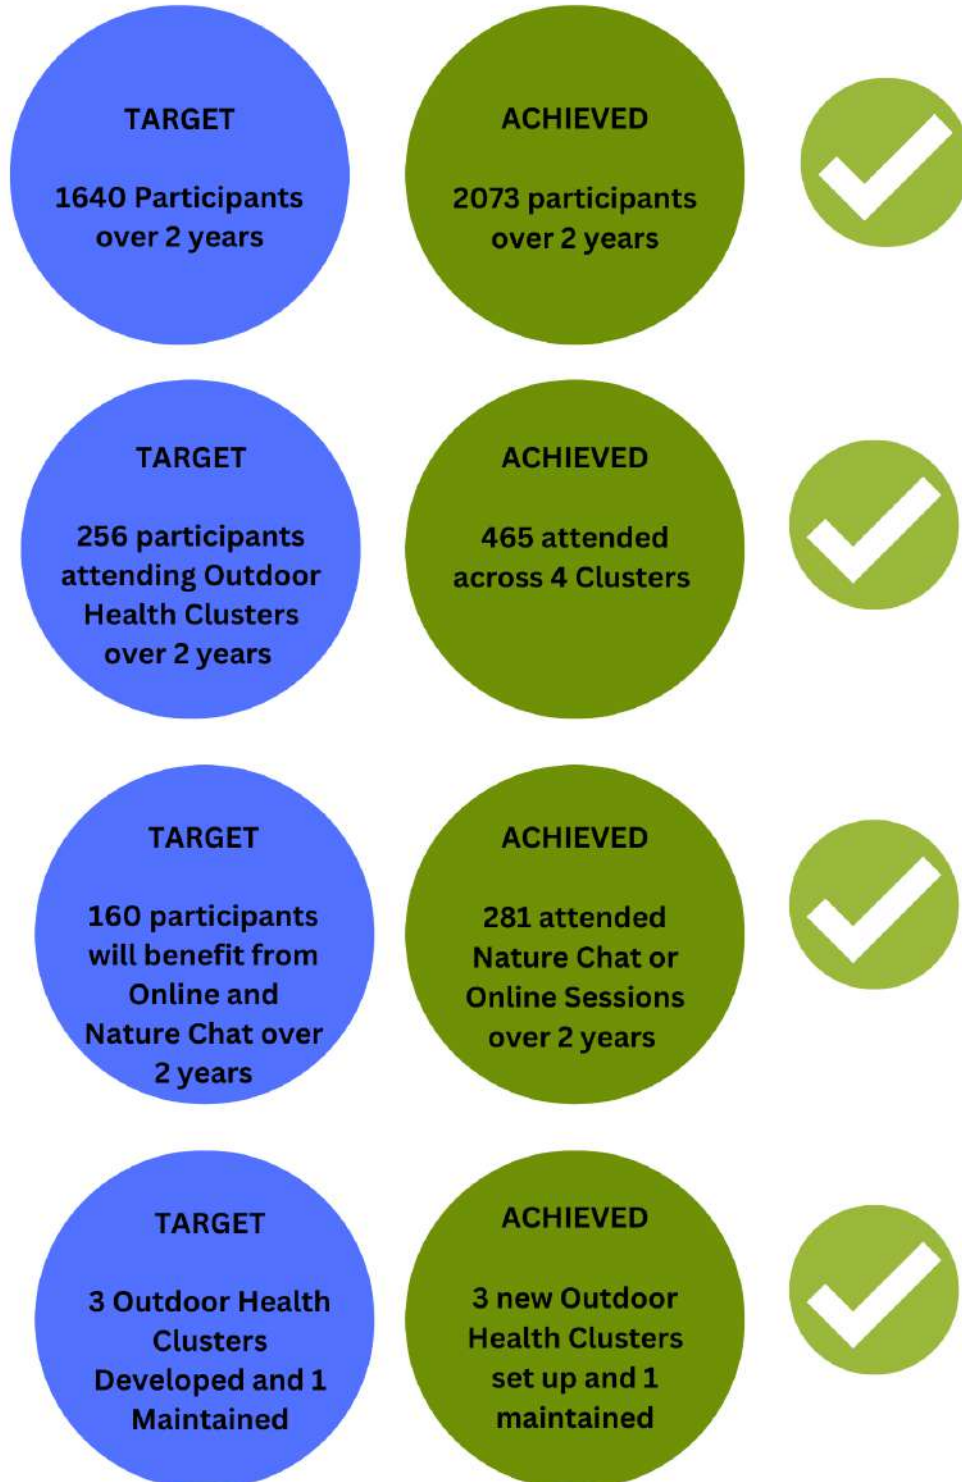 TARGET
1640 Participants
over 2 years
ACHIEVED
2073 participants
over 2 years
TARGET
256 participants
attending Outdoor
Health Clusters
over 2 years
ACHIEVED
465 attended
across 4 Clusters
TARGET
160 participants
will benefit from
Online and
Nature Chat over
2 years
ACHIEVED
281 attended
Nature Chat or
Online Sessions
over 2 years
TARGET
3 Outdoor Health
Clusters
Developed and 1
Maintained
ACHIEVED
3 new Outdoor
Health Clusters
set up and 1
maintained